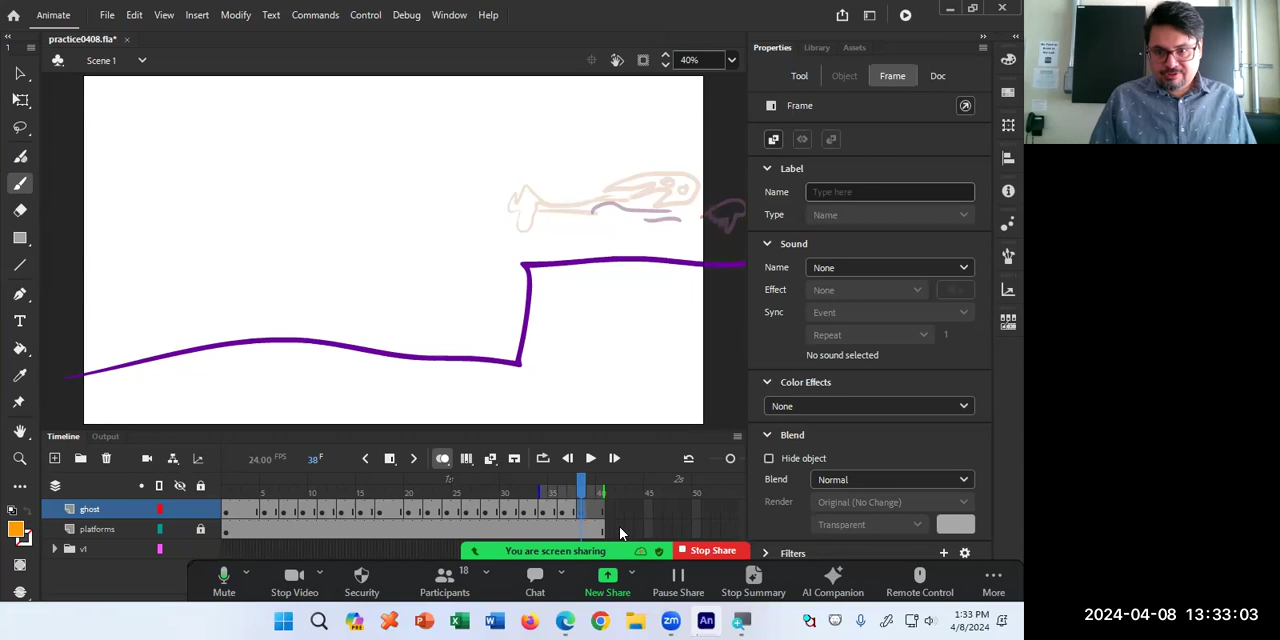 Animate File Edit View Insert Modify Text Commands Control Debug Window Help
practice0408.fla*
Scene 1 40%
Properties Library Assets
Tool Object Frame Doc
Frame
Label
Name Type here
Type Name
Sound
Name None
Effect None
Sync Event
Repeat 1
No sound selected
Color Effects
None
Blend
Hide object
Blend Normal
Render Original (No Change)
Transparent
Filters
Timeline Output
24.00 FPS 38 F
1s 2s
5 10 15 20 25 30 35 40 45 50
ghost
platforms
v1
You are screen sharing Stop Share
18
Mute Stop Video Security Participants Chat New Share Pause Share Stop Summary AI Companion Remote Control More
1:33 PM
4/8/2024
2024-04-08 13:33:03